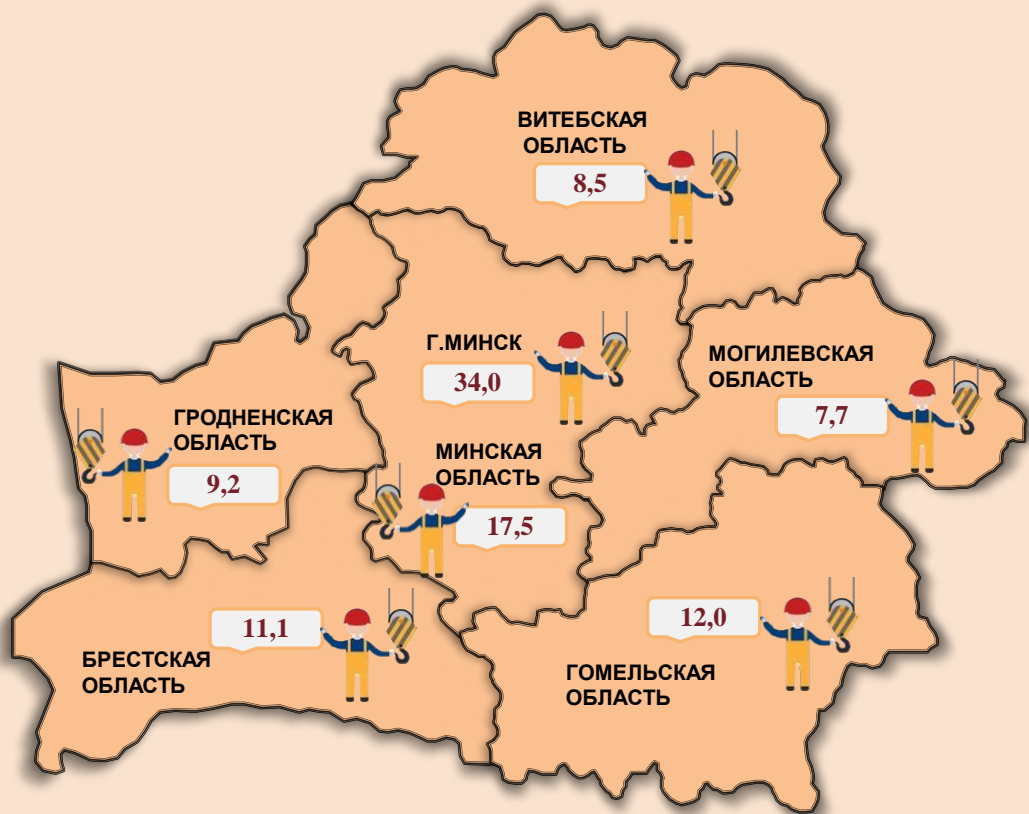 ВИТЕБСКАЯ
ОБЛАСТЬ
8,5
Г.МИНСК
34,0
МОГИЛЕВСКАЯ
ОБЛАСТЬ
7,7
ГРОДНЕНСКАЯ
ОБЛАСТЬ
9,2
МИНСКАЯ
ОБЛАСТЬ
17,5
11,1
БРЕСТСКАЯ
ОБЛАСТЬ
12,0
ГОМЕЛЬСКАЯ
ОБЛАСТЬ